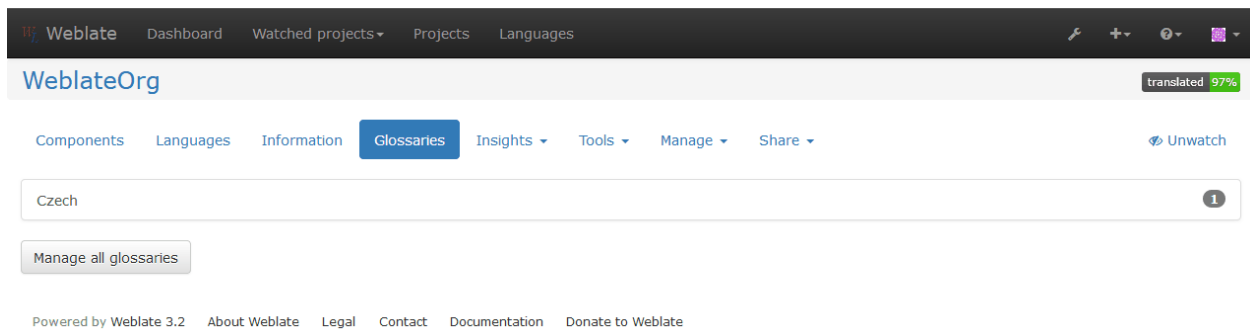 Weblate Dashboard Watched projects Projects Languages
WeblateOrg translated 97%
Components Languages Information Glossaries Insights Tools Manage Share Unwatch
Czech 1
Manage all glossaries
Powered by Weblate 3.2 About Weblate Legal Contact Documentation Donate to Weblate